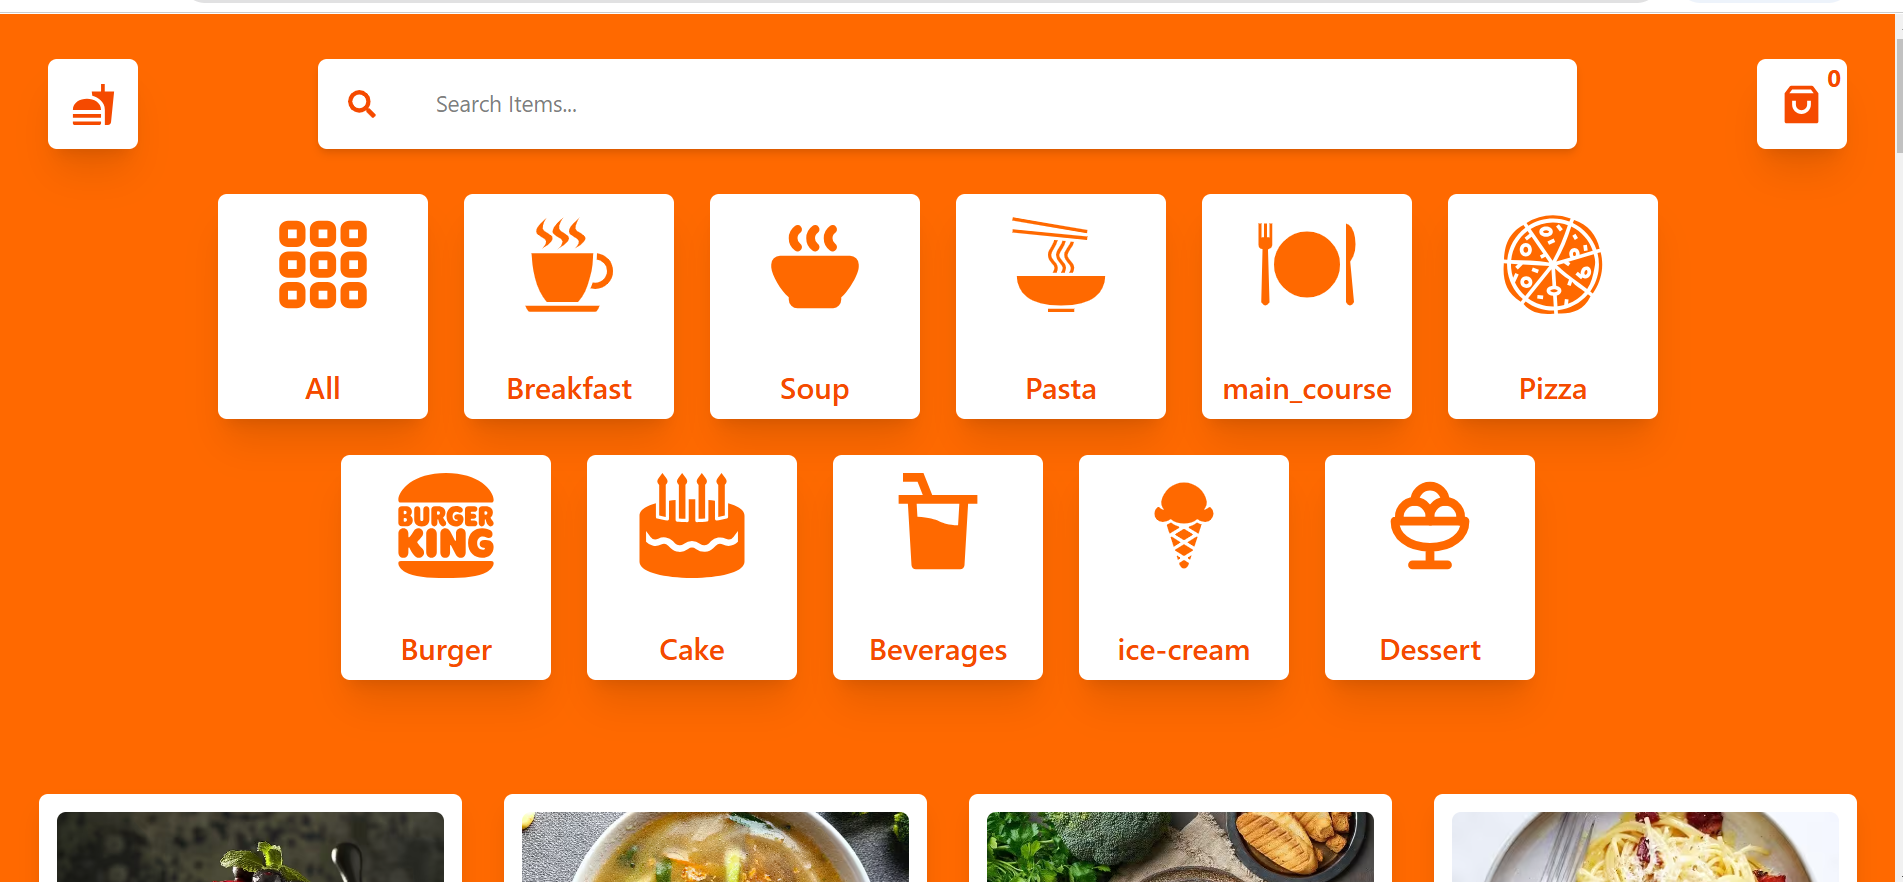 0
Search Items...
All
Breakfast
Soup
Pasta
main_course
Pizza
BURGER
KING
Burger
Cake
Beverages
ice-cream
Dessert